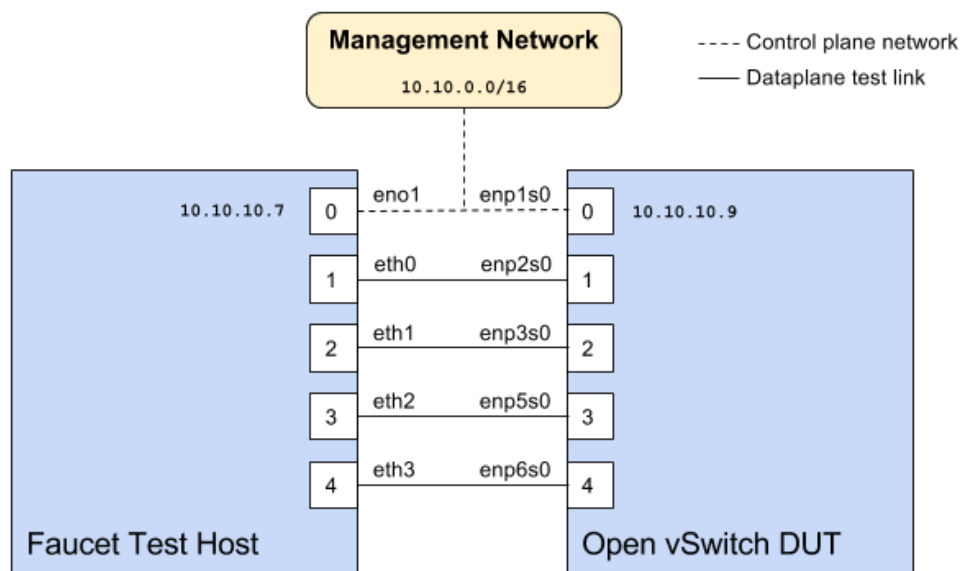 Management Network
10.10.0.0/16
Control plane network
Dataplane test link
eno1 enp1s0
10.10.10.7 0 0 10.10.10.9
eth0 enp2s0
1 1
eth1 enp3s0
2 2
eth2 enp5s0
3 3
eth3 enp6s0
4 4
Faucet Test Host
Open vSwitch DUT